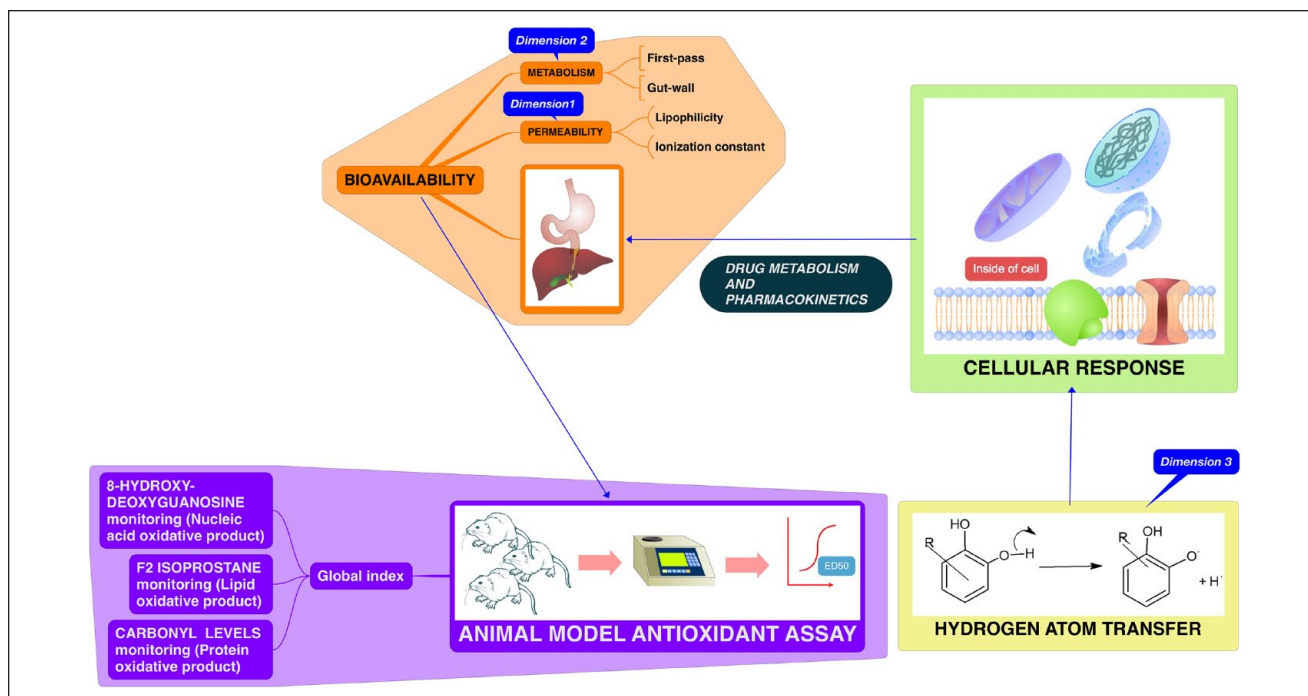 Dimension 2
METABOLISM
First-pass
Gut-wall
Dimension1
PERMEABILITY
Lipophilicity
Ionization constant
BIOAVAILABILITY
DRUG METABOLISM
AND
PHARMACOKINETICS
Inside of cell
CELLULAR RESPONSE
8-HYDROXY-
DEOXYGUANOSINE
monitoring (Nucleic
acid oxidative product)
F2 ISOPROSTANE
monitoring (Lipid
oxidative product)
CARBONYL LEVELS
monitoring (Protein
oxidative product)
Global index
ED50
ANIMAL MODEL ANTIOXIDANT ASSAY
Dimension 3
HO
R
O H
OH
R
O·
+ H·
HYDROGEN ATOM TRANSFER